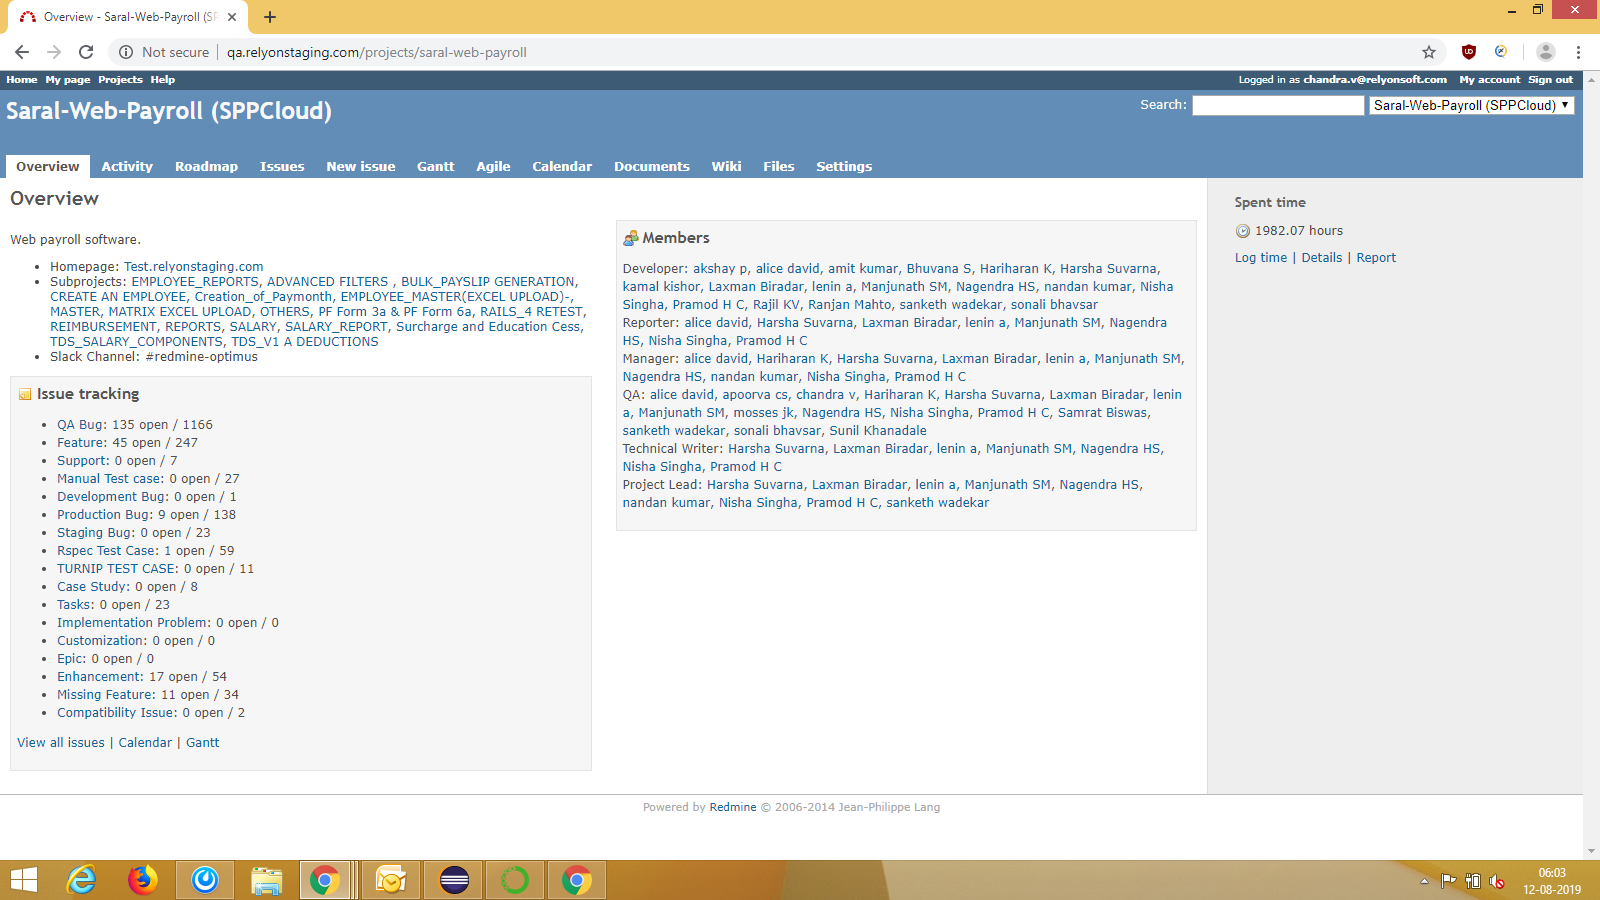 Overview - Saral-Web-Payroll (SP
Not secure
qa.relyonstaging.com/projects/saral-web-payroll
Home My page Projects Help
Logged in as chandra.v@relyonsoft.com My account Sign out
Saral-Web-Payroll (SPPCloud)
Search:
Saral-Web-Payroll (SPPCloud)
Overview Activity Roadmap Issues New issue Gantt Agile Calendar Documents Wiki Files Settings
Overview
Web payroll software.
Homepage: Test.relyonstaging.com
Subprojects: EMPLOYEE_REPORTS, ADVANCED FILTERS , BULK_PAYSLIP GENERATION,
CREATE AN EMPLOYEE, Creation_of_Paymonth, EMPLOYEE_MASTER(EXCEL UPLOAD)-,
MASTER, MATRIX EXCEL UPLOAD, OTHERS, PF Form 3a & PF Form 6a, RAILS_4 RETEST,
REIMBURSEMENT, REPORTS, SALARY, SALARY_REPORT, Surcharge and Education Cess,
TDS_SALARY_COMPONENTS, TDS_V1 A DEDUCTIONS
Slack Channel: #redmine-optimus
Issue tracking
QA Bug: 135 open / 1166
Feature: 45 open / 247
Support: 0 open / 7
Manual Test case: 0 open / 27
Development Bug: 0 open / 1
Production Bug: 9 open / 138
Staging Bug: 0 open / 23
Rspec Test Case: 1 open / 59
TURNIP TEST CASE: 0 open / 11
Case Study: 0 open / 8
Tasks: 0 open / 23
Implementation Problem: 0 open / 0
Customization: 0 open / 0
Epic: 0 open / 0
Enhancement: 17 open / 54
Missing Feature: 11 open / 34
Compatibility Issue: 0 open / 2
View all issues | Calendar | Gantt
Members
Developer: akshay p, alice david, amit kumar, Bhuvana S, Hariharan K, Harsha Suvarna,
kamal kishor, Laxman Biradar, lenin a, Manjunath SM, Nagendra HS, nandan kumar, Nisha
Singha, Pramod H C, Rajil KV, Ranjan Mahto, sanketh wadekar, sonali bhavsar
Reporter: alice david, Harsha Suvarna, Laxman Biradar, lenin a, Manjunath SM, Nagendra
HS, Nisha Singha, Pramod H C
Manager: alice david, Hariharan K, Harsha Suvarna, Laxman Biradar, lenin a, Manjunath SM,
Nagendra HS, nandan kumar, Nisha Singha, Pramod H C
QA: alice david, apoorva cs, chandra v, Hariharan K, Harsha Suvarna, Laxman Biradar, lenin
a, Manjunath SM, mosses jk, Nagendra HS, Nisha Singha, Pramod H C, Samrat Biswas,
sanketh wadekar, sonali bhavsar, Sunil Khanadale
Technical Writer: Harsha Suvarna, Laxman Biradar, lenin a, Manjunath SM, Nagendra HS,
Nisha Singha, Pramod H C
Project Lead: Harsha Suvarna, Laxman Biradar, lenin a, Manjunath SM, Nagendra HS,
nandan kumar, Nisha Singha, Pramod H C, sanketh wadekar
Spent time
1982.07 hours
Log time | Details | Report
Powered by Redmine © 2006-2014 Jean-Philippe Lang
06:03
12-08-2019